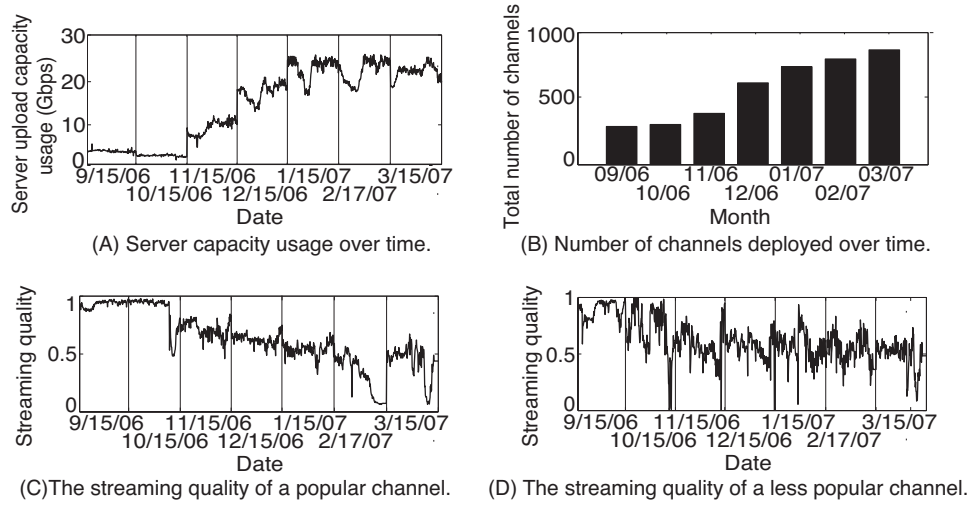 Server upload capacity
usage (Gbps)
30
20
10
0
9/15/06 11/15/06 1/15/07 3/15/07
10/15/06 12/15/06 2/17/07
Date
(A) Server capacity usage over time.
Total number of channels
1000
500
0
09/06 11/06 01/07 03/07
10/06 12/06 02/07
Month
(B) Number of channels deployed over time.
Streaming quality
1
0.5
0
9/15/06 11/15/06 1/15/07 3/15/07
10/15/06 12/15/06 2/17/07
Date
(C)The streaming quality of a popular channel.
Streaming quality
1
0.5
0
9/15/06 11/15/06 1/15/07 3/15/07
10/15/06 12/15/06 2/17/07
Date
(D) The streaming quality of a less popular channel.